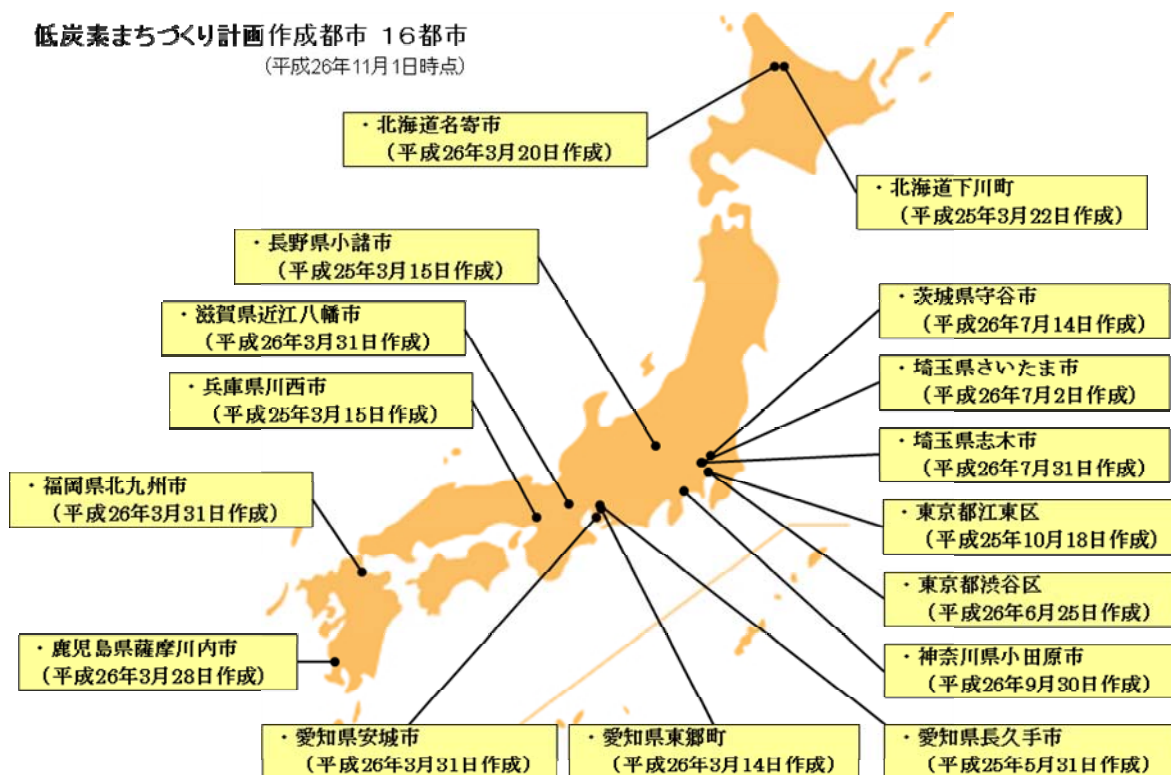 低炭素まちづくり計画作成都市 16都市
(平成26年11月1日時点)
・北海道名寄市
(平成26年3月20日作成)
・北海道下川町
(平成25年3月22日作成)
・長野県小諸市
(平成25年3月15日作成)
・滋賀県近江八幡市
(平成26年3月31日作成)
・兵庫県川西市
(平成25年3月15日作成)
・福岡県北九州市
(平成26年3月31日作成)
・鹿児島県薩摩川内市
(平成26年3月28日作成)
・茨城県守谷市
(平成26年7月14日作成)
・埼玉県さいたま市
(平成26年7月2日作成)
・埼玉県志木市
(平成26年7月31日作成)
・東京都江東区
(平成25年10月18日作成)
・東京都渋谷区
(平成26年6月25日作成)
・神奈川県小田原市
(平成26年9月30日作成)
・愛知県安城市
(平成26年3月31日作成)
・愛知県東郷町
(平成26年3月14日作成)
・愛知県長久手市
(平成25年5月31日作成)